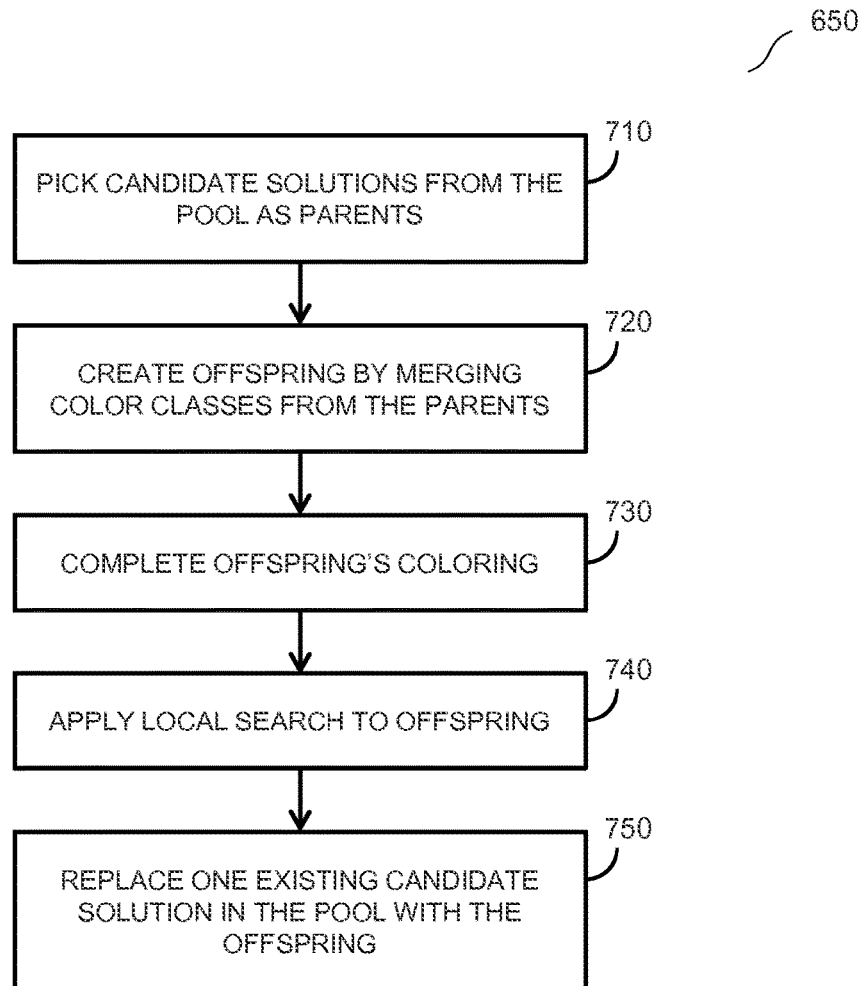 650
710
PICK CANDIDATE SOLUTIONS FROM THE
POOL AS PARENTS
720
CREATE OFFSPRING BY MERGING
COLOR CLASSES FROM THE PARENTS
730
COMPLETE OFFSPRING'S COLORING
740
APPLY LOCAL SEARCH TO OFFSPRING
750
REPLACE ONE EXISTING CANDIDATE
SOLUTION IN THE POOL WITH THE
OFFSPRING